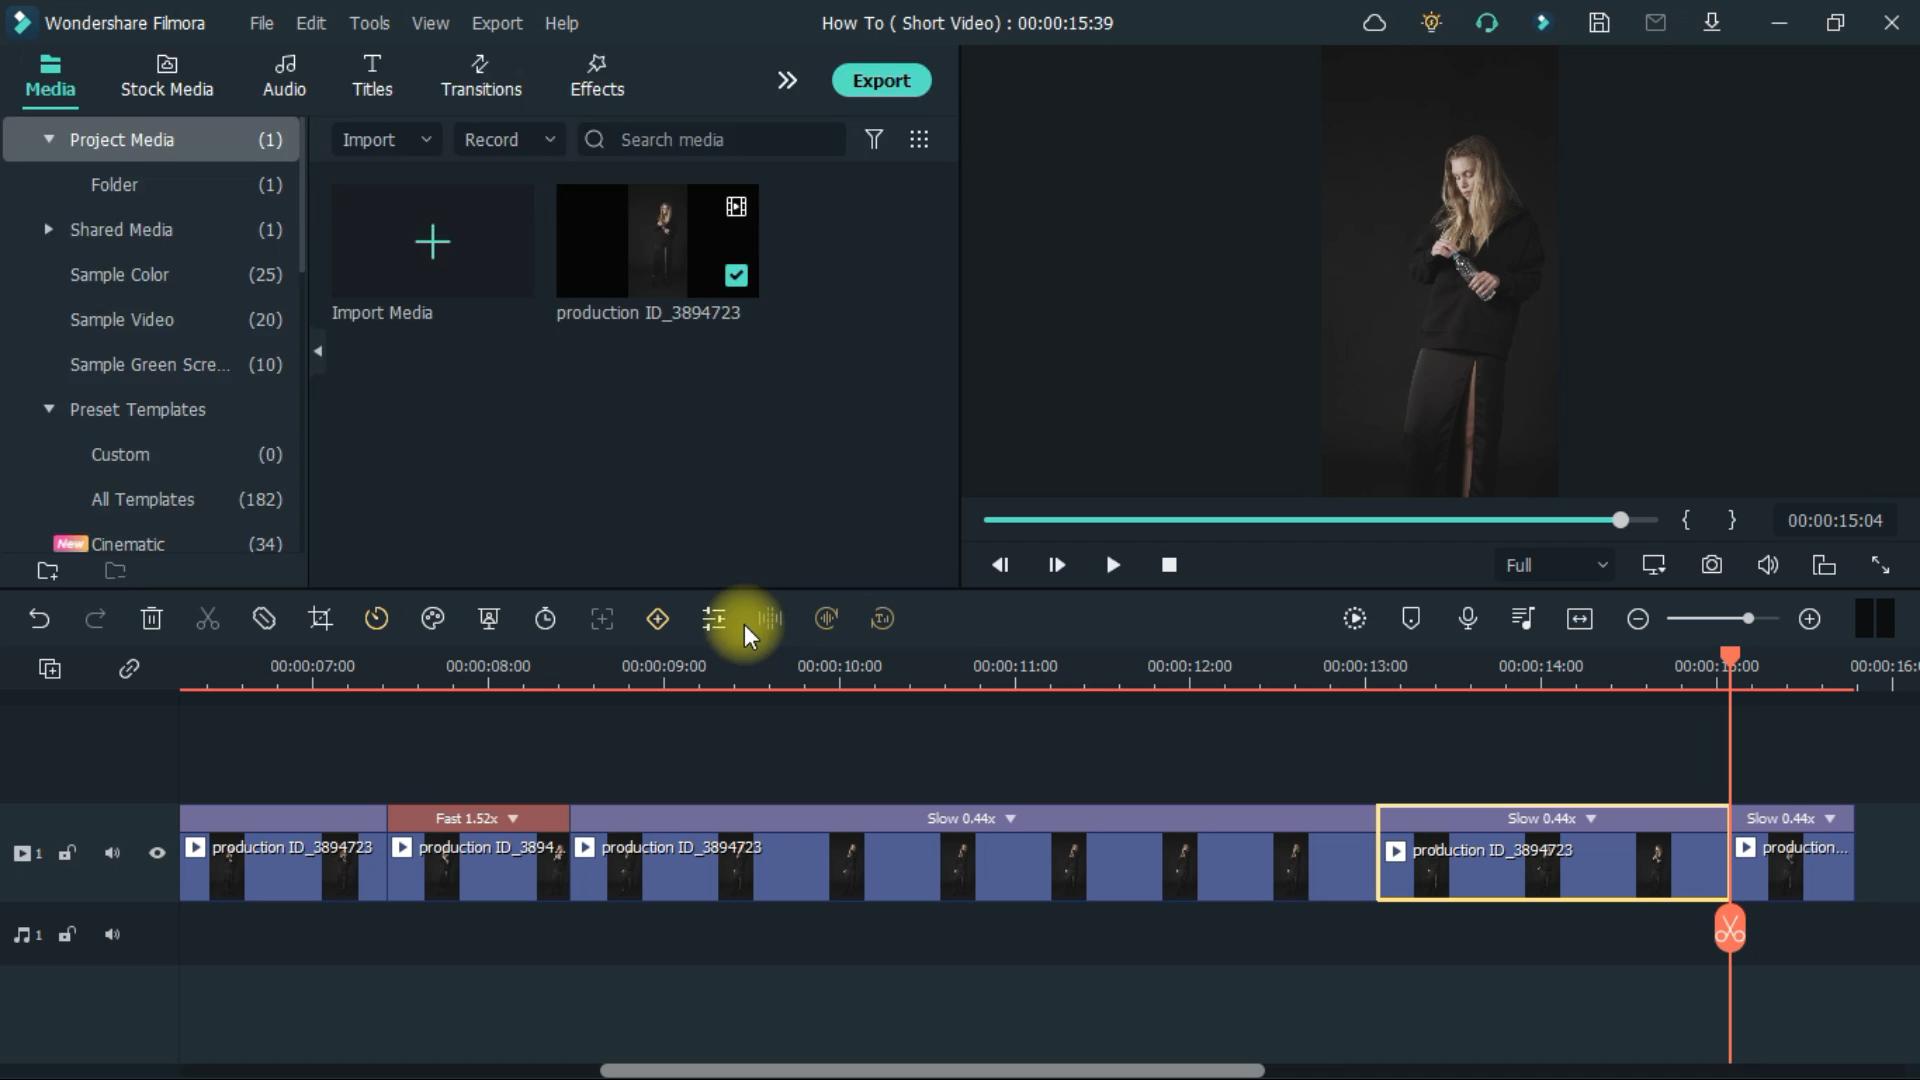 Wondershare Filmora File Edit Tools View Export Help How To ( Short Video) : 00:00:15:39
Media Stock Media Audio Titles Transitions Effects Export
Project Media (1)
Folder (1)
Shared Media (1)
Sample Color (25)
Sample Video (20)
Sample Green Scre... (10)
Preset Templates
Custom (0)
All Templates (182)
New Cinematic (34)
Import Record Search media
Import Media production ID_3894723
00:00:15:04
Full
00:00:07:00 00:00:08:00 00:00:09:00 00:00:10:00 00:00:11:00 00:00:12:00 00:00:13:00 00:00:14:00 00:00:15:00 00:00:16:0
Fast 1.52x Slow 0.44x Slow 0.44x Slow 0.44x
1 production ID_3894723 production ID_3894... production ID_3894723 production ID_3894723 production...
1